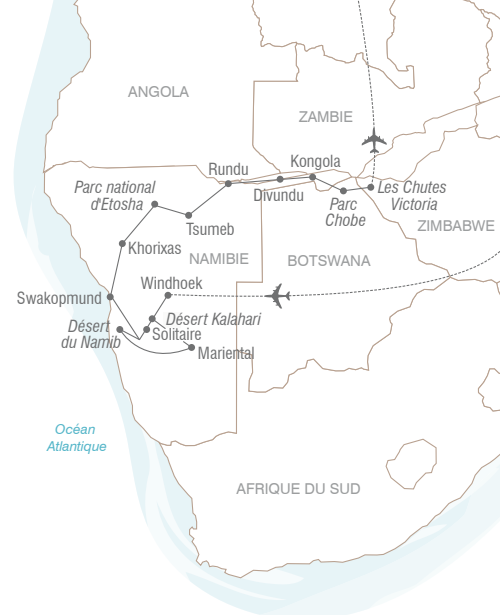 ANGOLA
ZAMBIE
Kongola
Rundu
Parc national
d'Etosha
Divundu
Les Chutes
Victoria
Parc
Chobe
Tsumeb
ZIMBABWE
Khorixas
NAMIBIE
BOTSWANA
Windhoek
Swakopmund
Désert Kalahari
Désert
du Namib
Solitaire
Mariental
Océan
Atlantique
AFRIQUE DU SUD